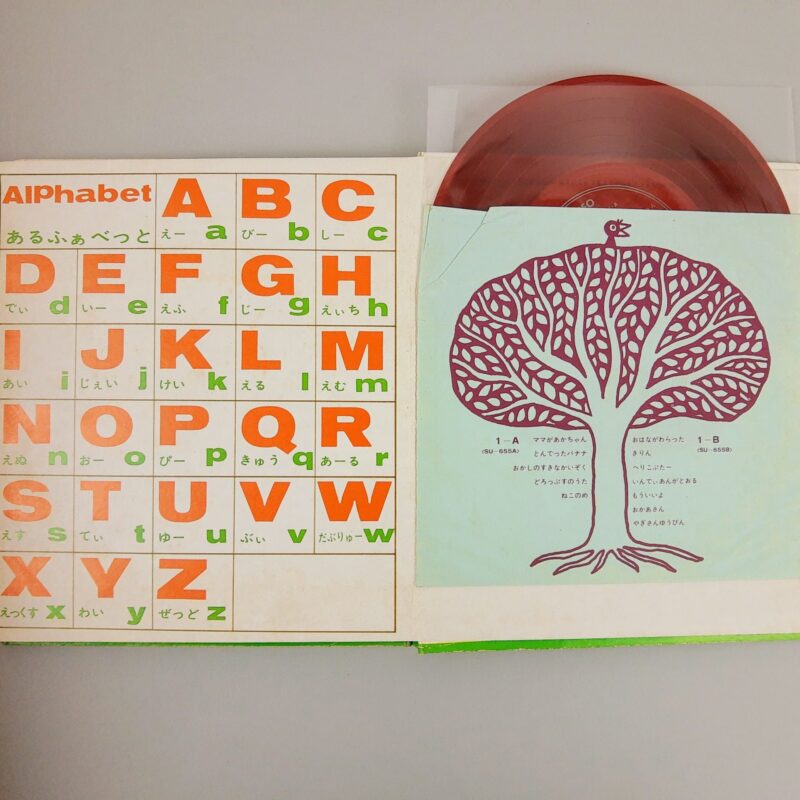 Alphabet
あるふぁべっと
A えー a
B びー b
C しー c
D でぃ d
E いー e
F えふ f
G じー g
H えいち h
I あい i
J じぇい j
K けい k
L える l
M えむ m
N えぬ n
O おー o
P ぴー p
Q きゅう q
R あーる r
S えす s
T てぃ t
U ゆー u
V ぶぃ v
W だぶりゅー w
X えっくす x
Y わい y
Z ぜっど z
1-A
(SU-655A)
ママがあかちゃん
とんでったバナナ
おかしのすきなかいぞく
どろっぷすのうた
ねこのめ
1-B
(SU-655B)
おはながわらった
きりん
へりこぷたー
いんでぃあんがとおる
もういいよ
おかあさん
やぎさんゆうびん